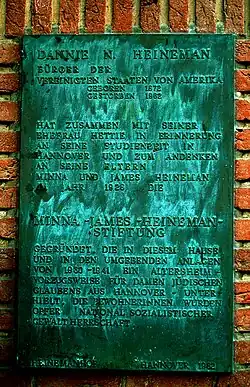 DANNIE N. HEINEMAN
BÜRGER DER
VEREINIGTEN STAATEN VON AMERIKA
GEBOREN 1872
GESTORBEN 1962
HAT ZUSAMMEN MIT SEINER
EHEFRAU HETTIE IN ERINNERUNG
AN SEINE STUDIENZEIT IN
HANNOVER UND ZUM ANDENKEN
AN SEINE ELTERN
MINNA UND JAMES HEINEMAN
JAHR 1928 DIE
MINNA-JAMES-HEINEMAN-
STIFTUNG
GEGRÜNDET, DIE IN DIESEM HAUSE
UND IN DEN UMGEBENDEN ANLAGEN
VON 1930-1941 EIN ALTERSHEIM
VORZUGSWEISE FÜR DAMEN JÜDISCHEN
GLAUBENS AUS HANNOVER UNTER-
HIELT. DIE BEWOHNERINNEN WURDEN
OPFER NATIONALSOZIALISTISCHER
GEWALTHERRSCHAFT
HEINEMANHOF HANNOVER, 1982